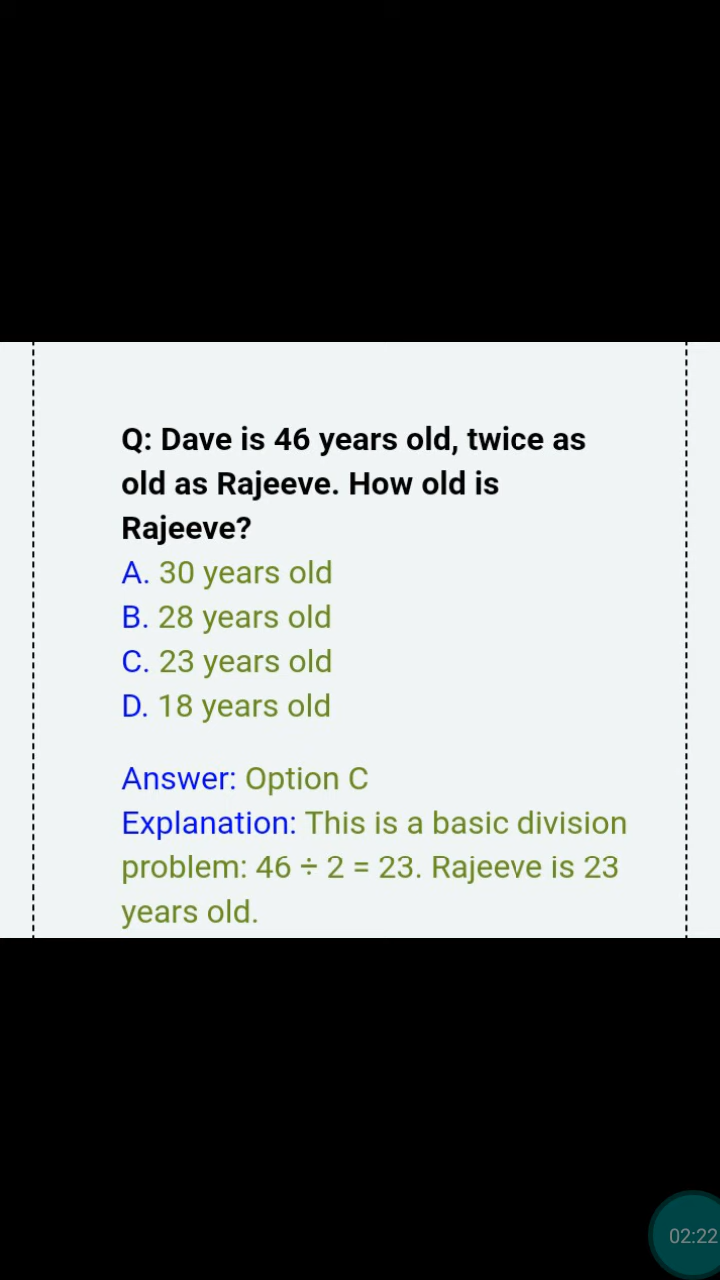 Q: Dave is 46 years old, twice as
old as Rajeeve. How old is
Rajeeve?
A. 30 years old
B. 28 years old
C. 23 years old
D. 18 years old
Answer: Option C
Explanation: This is a basic division
problem: 46 ÷ 2 = 23. Rajeeve is 23
years old.
02:22